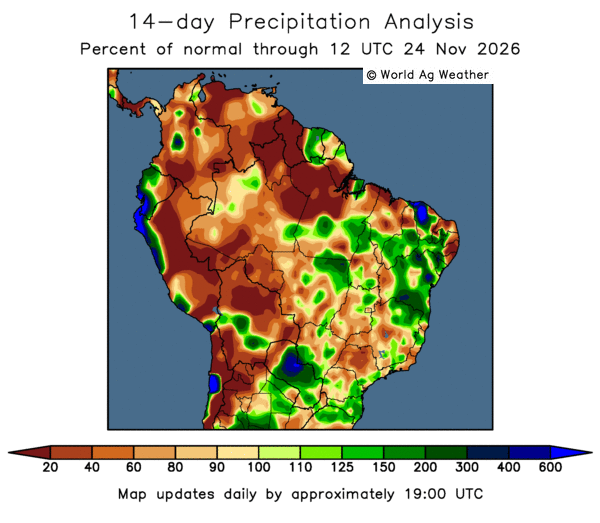 14-day Precipitation Analysis
Percent of normal through 12 UTC 24 Nov 2026
© World Ag Weather
20 40 60 80 90 100 110 125 150 200 300 400 600
Map updates daily by approximately 19:00 UTC